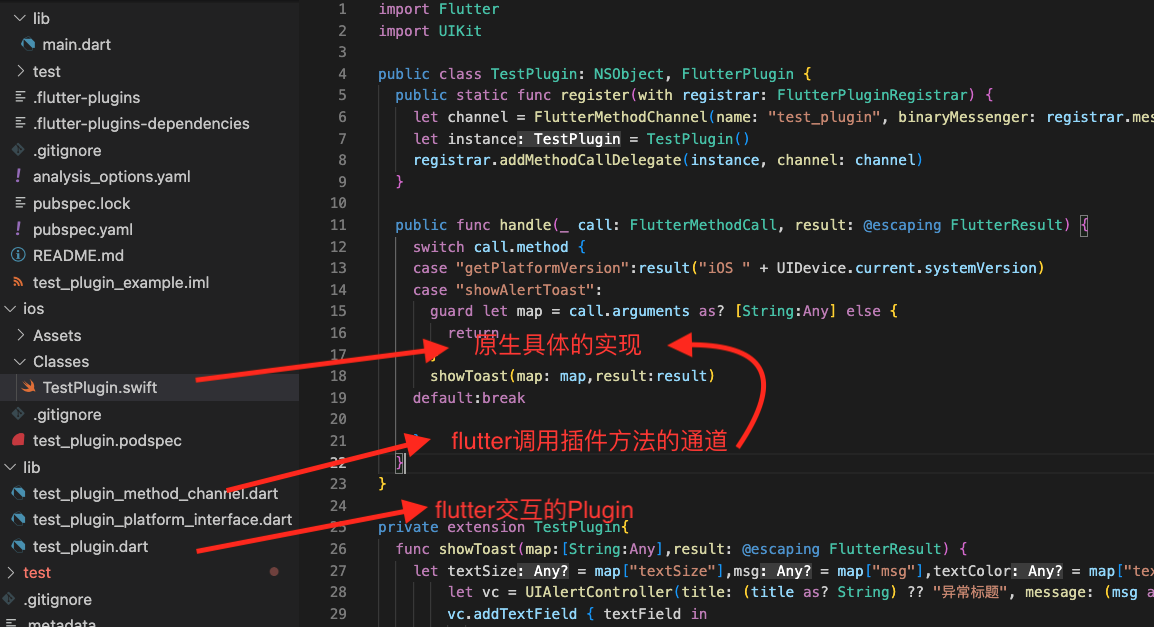 lib
main.dart
test
.flutter-plugins
.flutter-plugins-dependencies
.gitignore
analysis_options.yaml
pubspec.lock
pubspec.yaml
README.md
test_plugin_example.iml
ios
Assets
Classes
TestPlugin.swift
.gitignore
test_plugin.podspec
lib
test_plugin_method_channel.dart
test_plugin_platform_interface.dart
test_plugin.dart
test
.gitignore
.metadata
1 import Flutter
2 import UIKit
3
4 public class TestPlugin: NSObject, FlutterPlugin {
5 public static func register(with registrar: FlutterPluginRegistrar) {
6 let channel = FlutterMethodChannel(name: "test_plugin", binaryMessenger: registrar.mes
7 let instance: TestPlugin = TestPlugin()
8 registrar.addMethodCallDelegate(instance, channel: channel)
9 }
10
11 public func handle(_ call: FlutterMethodCall, result: @escaping FlutterResult) {
12 switch call.method {
13 case "getPlatformVersion":result("iOS " + UIDevice.current.systemVersion)
14 case "showAlertToast":
15 guard let map = call.arguments as? [String:Any] else {
16 return
原生具体的实现
17 }
18 showToast(map: map,result:result)
19 default:break
20
21
flutter调用插件方法的通道
22 }
23 }
24
flutter交互的Plugin
25 private extension TestPlugin{
26 func showToast(map:[String:Any],result: @escaping FlutterResult) {
27 let textSize: Any? = map["textSize"],msg: Any? = map["msg"],textColor: Any? = map["tex
28 let vc = UIAlertController(title: (title as? String) ?? "异常标题", message: (msg a
29 vc.addTextField { textField in